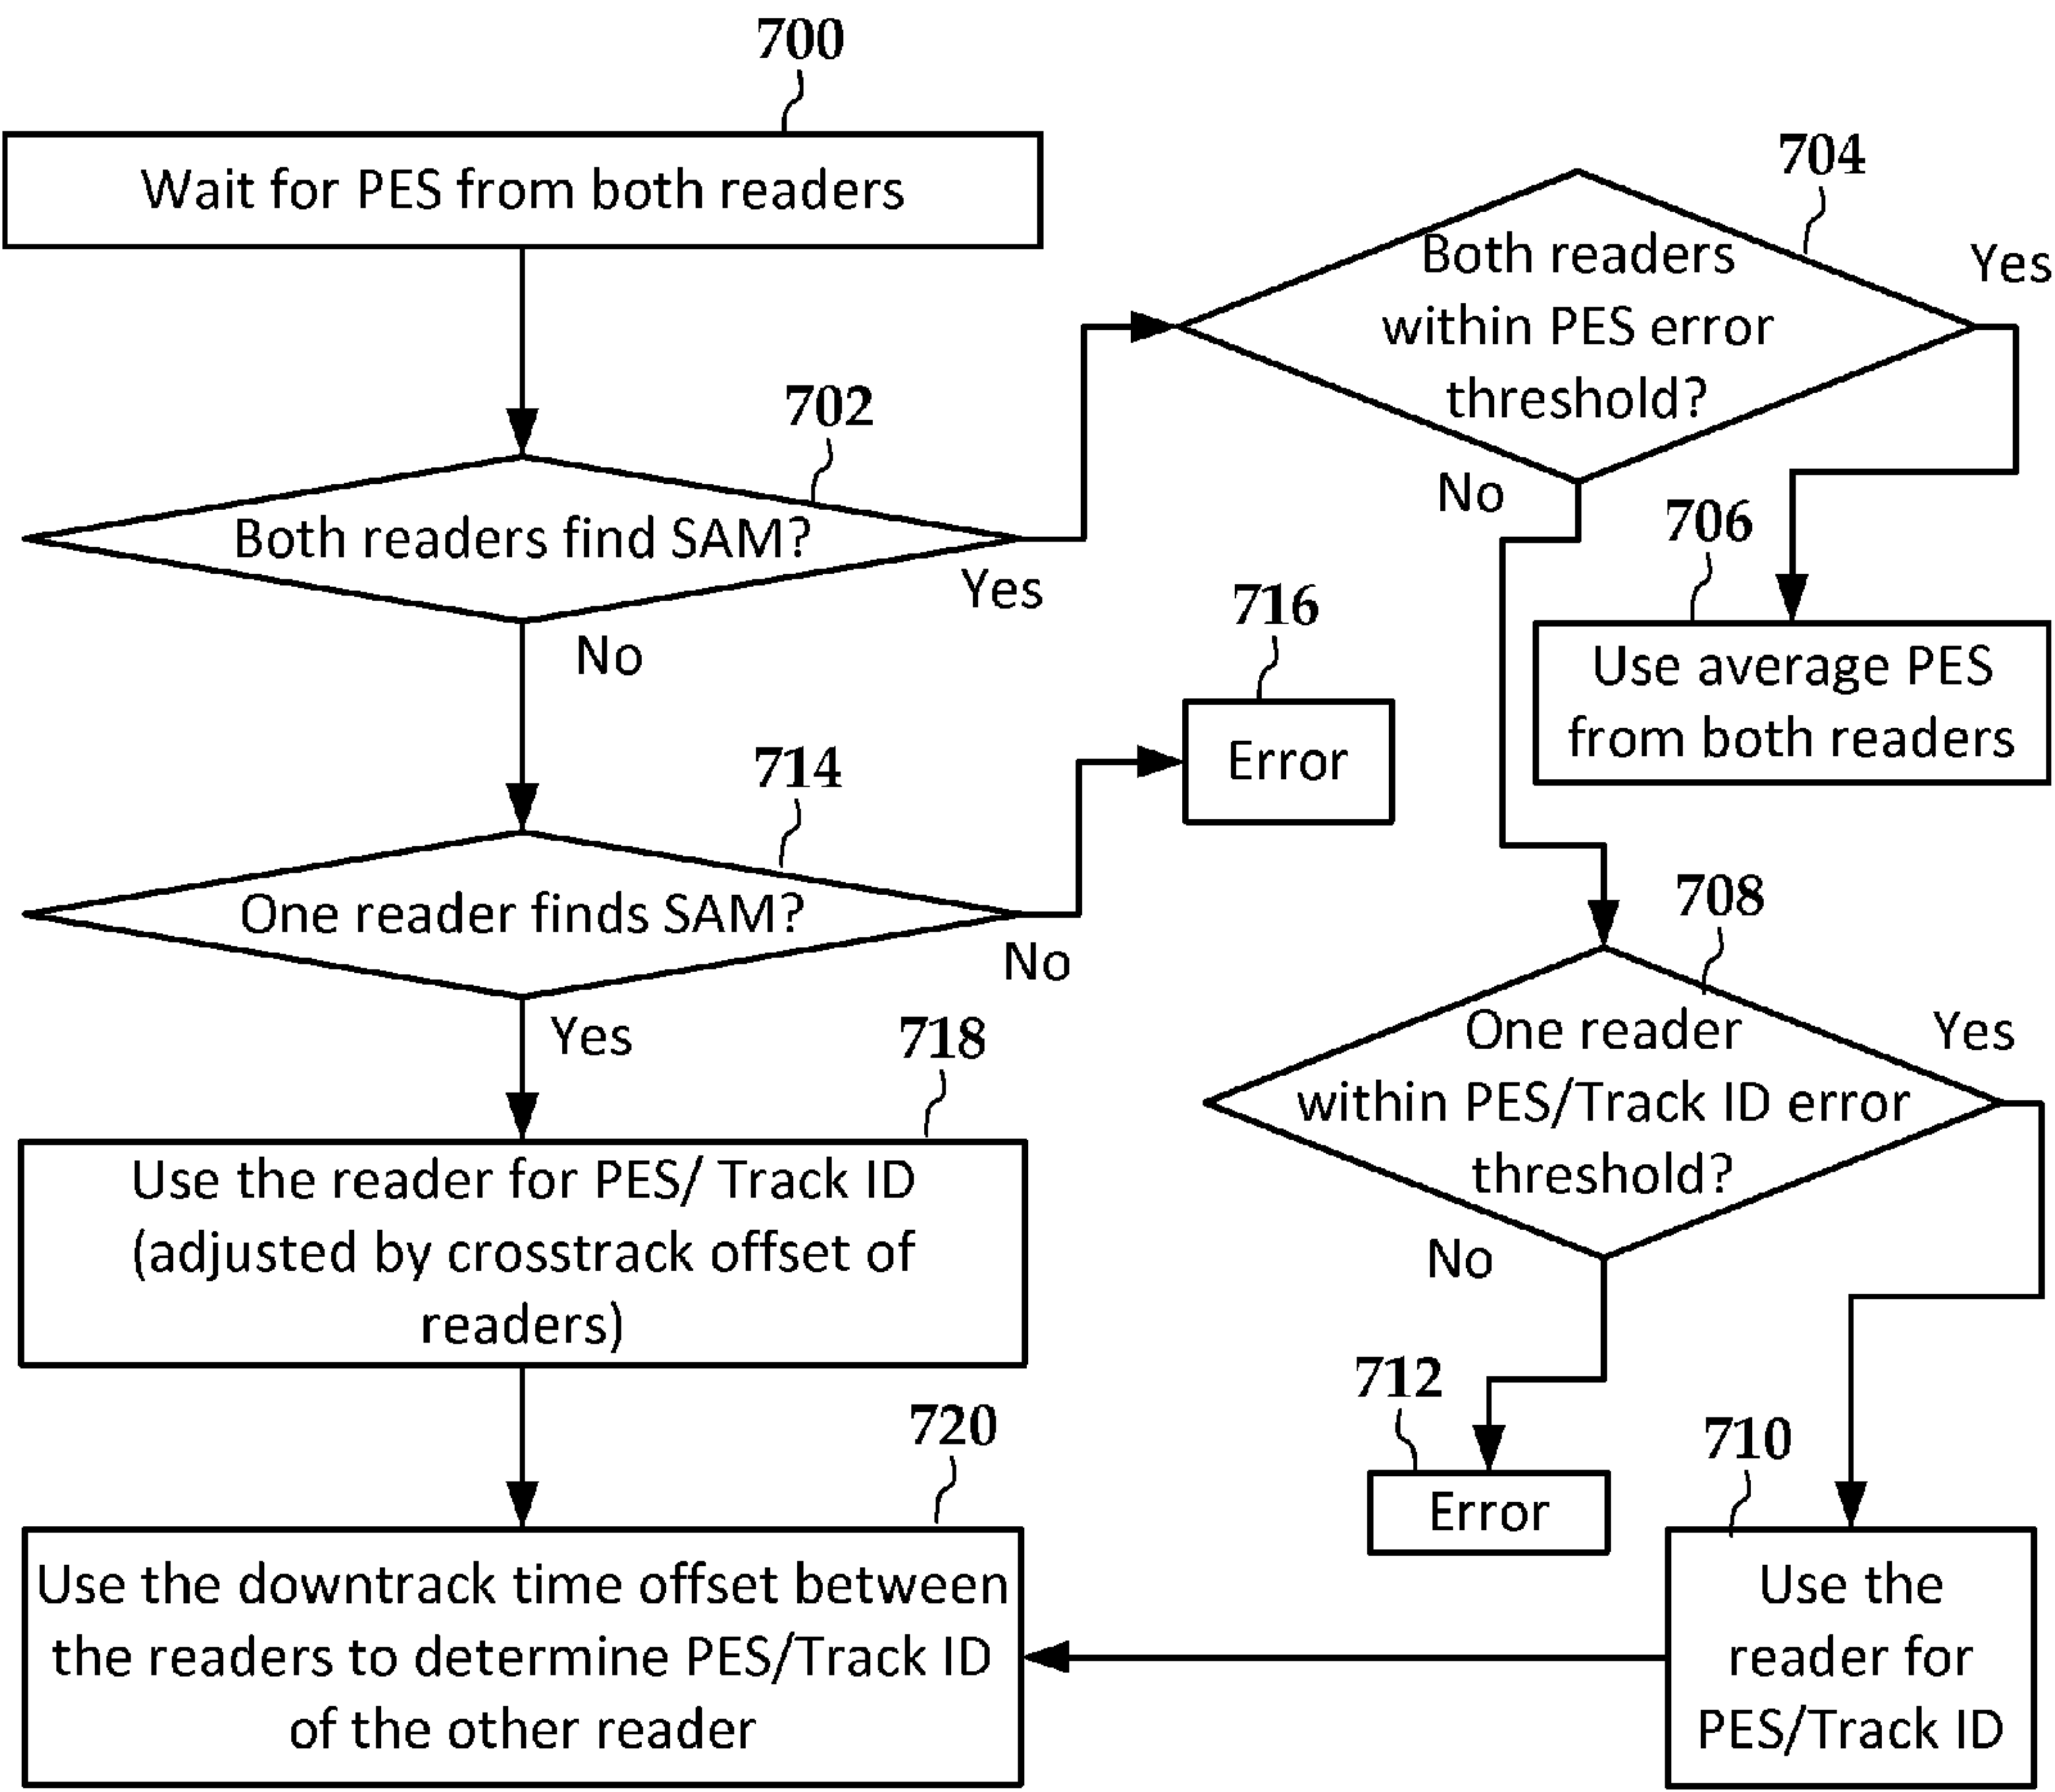 700
Wait for PES from both readers
704
Both readers
within PES error
threshold?
Yes
No
702
Both readers find SAM?
Yes
No
706
Use average PES
from both readers
716
Error
714
One reader finds SAM?
No
Yes
708
One reader
within PES/Track ID error
threshold?
Yes
No
718
Use the reader for PES/ Track ID
(adjusted by crosstrack offset of
readers)
712
Error
710
Use the
reader for
PES/Track ID
720
Use the downtrack time offset between
the readers to determine PES/Track ID
of the other reader